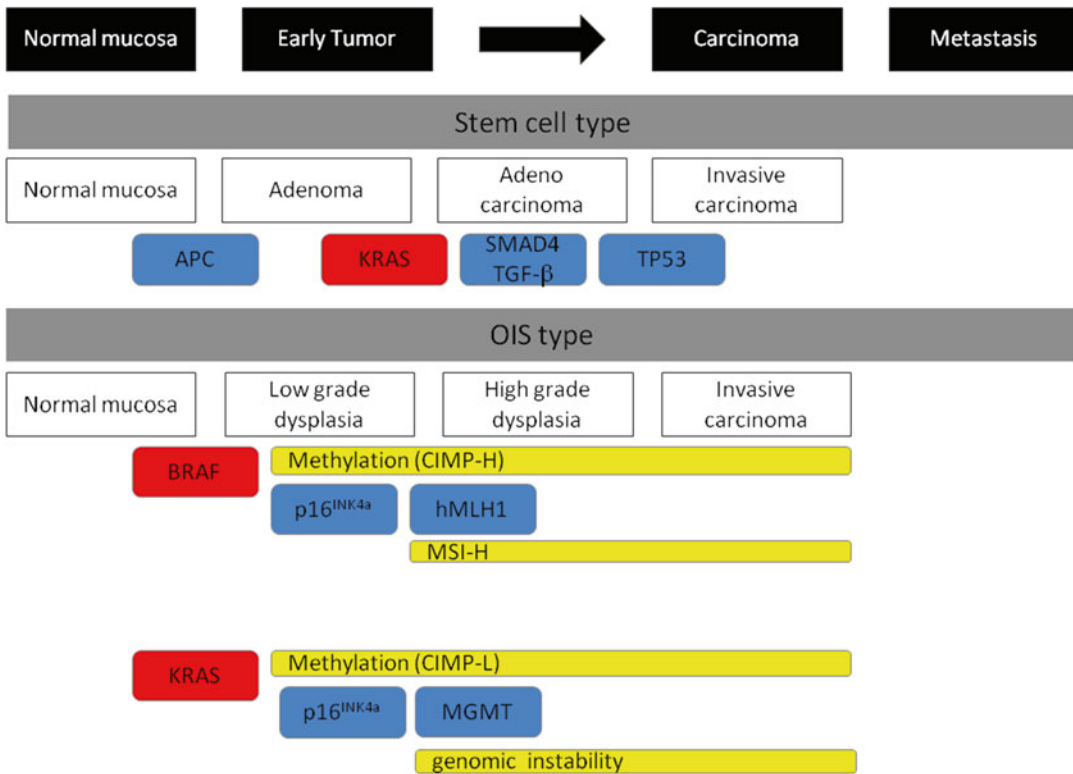 Normal mucosa
Early Tumor
Carcinoma
Metastasis
Stem cell type
Normal mucosa
Adenoma
Adeno
carcinoma
Invasive
carcinoma
APC
KRAS
SMAD4
TGF-β
TP53
OIS type
Normal mucosa
Low grade
dysplasia
High grade
dysplasia
Invasive
carcinoma
BRAF
Methylation (CIMP-H)
p16INK4a
hMLH1
MSI-H
KRAS
Methylation (CIMP-L)
p16INK4a
MGMT
genomic instability